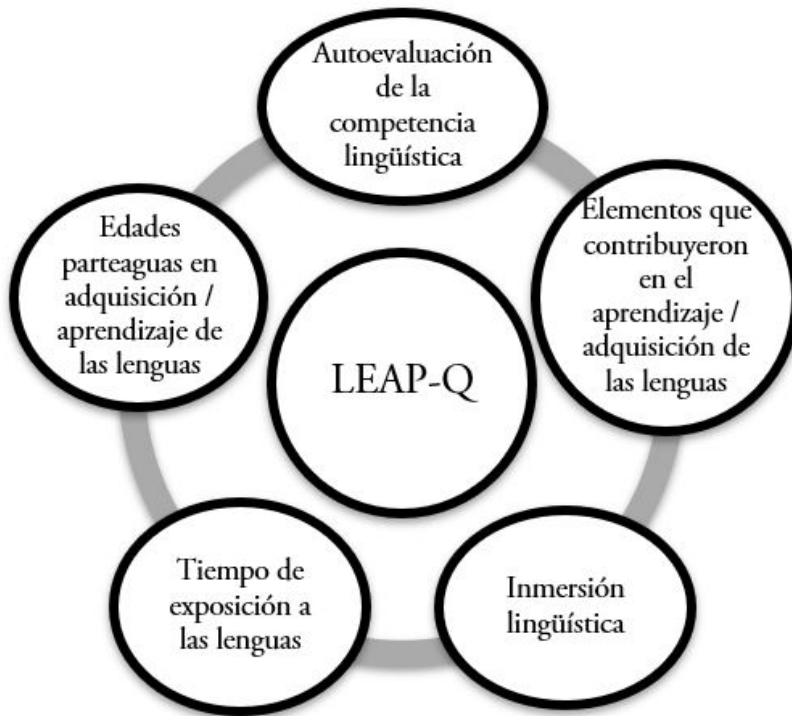 Autoevaluación
de la
competencia
lingüística
Elementos que
contribuyeron
en el
aprendizaje /
adquisición de
las lenguas
Inmersión
lingüística
Tiempo de
exposición a
las lenguas
Edades
parteaguas en
adquisición /
aprendizaje de
las lenguas
LEAP-Q